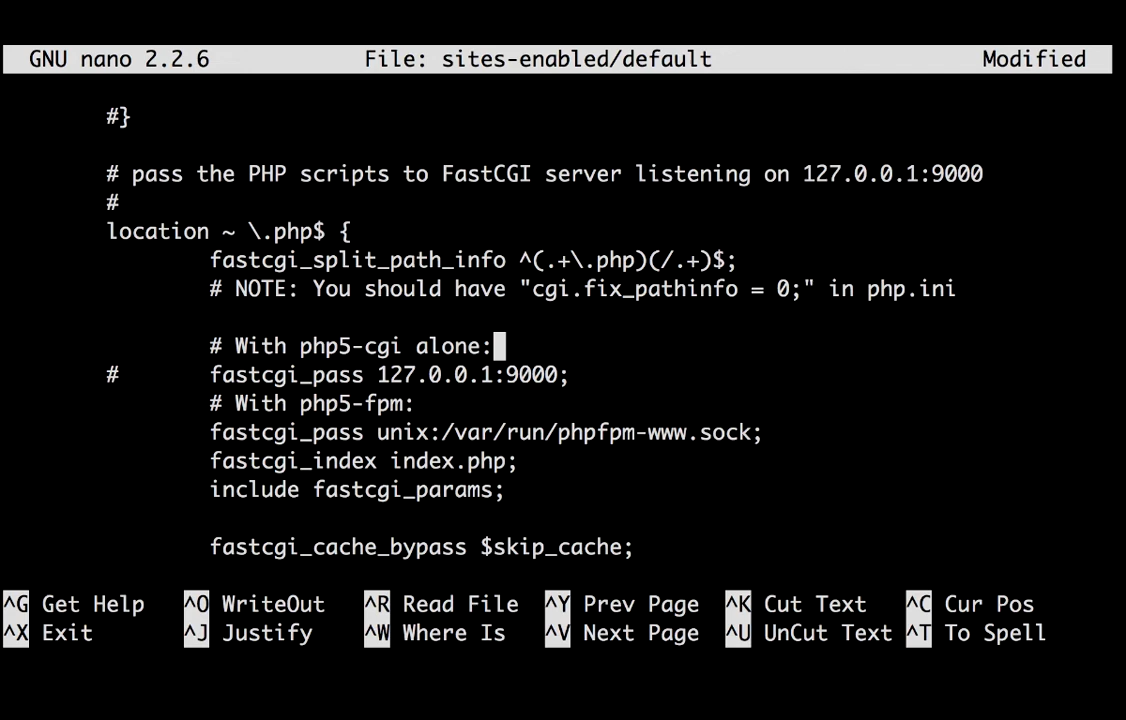 GNU nano 2.2.6 File: sites-enabled/default Modified
#}
# pass the PHP scripts to FastCGI server listening on 127.0.0.1:9000
#
location ~ \.php$ {
fastcgi_split_path_info ^(.+\.php)(/.+)$;
# NOTE: You should have "cgi.fix_pathinfo = 0;" in php.ini
# With php5-cgi alone:
# fastcgi_pass 127.0.0.1:9000;
# With php5-fpm:
fastcgi_pass unix:/var/run/phpfpm-www.sock;
fastcgi_index index.php;
include fastcgi_params;
fastcgi_cache_bypass $skip_cache;
^G Get Help ^O WriteOut ^R Read File ^Y Prev Page ^K Cut Text ^C Cur Pos
^X Exit ^J Justify ^W Where Is ^V Next Page ^U UnCut Text ^T To Spell